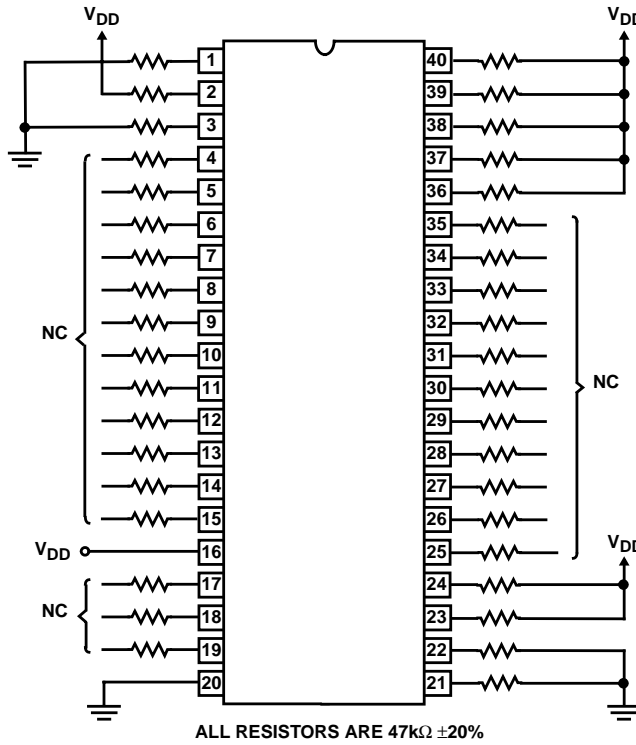 VDD VDD
1 40
2 39
3 38
4 37
5 36
6 35
7 34
8 33
NC 9 32
10 31
11 30 NC
12 29
13 28
14 27
15 26
VDD 16 25 VDD
17 24
NC 18 23
19 22
20 21
ALL RESISTORS ARE 47kΩ ±20%